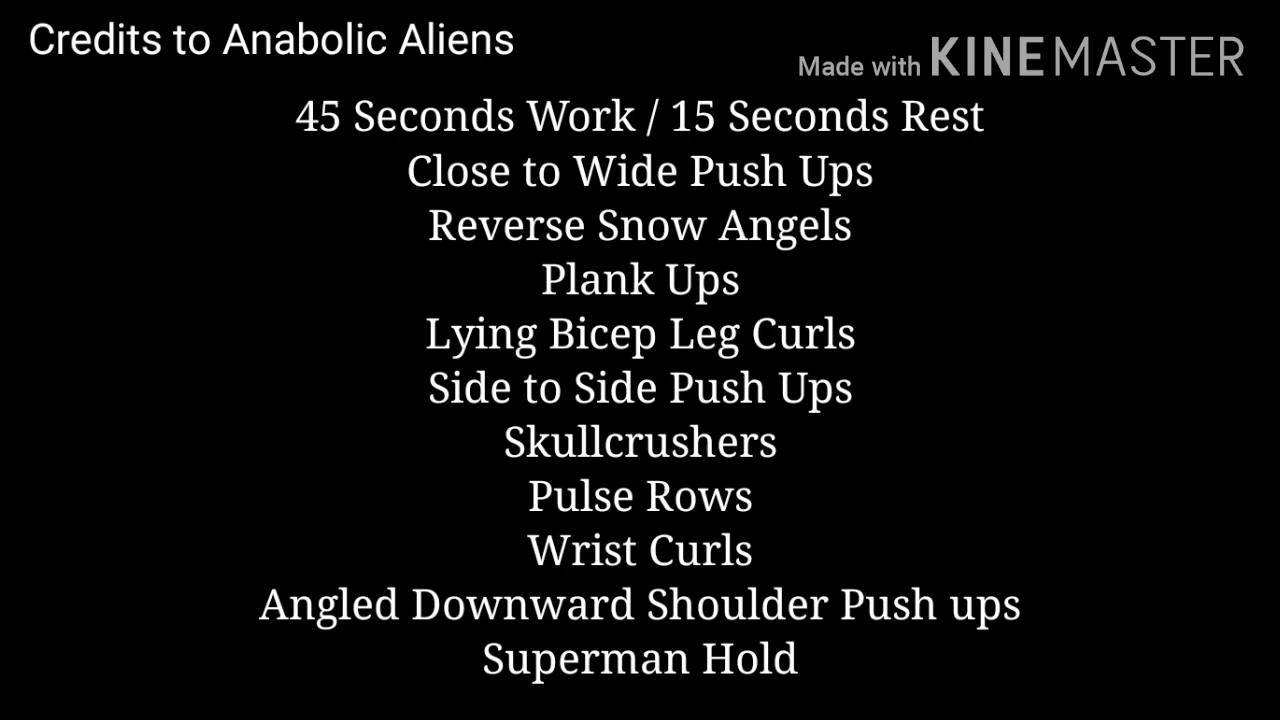 Credits to Anabolic Aliens
Made with KINEMASTER
45 Seconds Work / 15 Seconds Rest
Close to Wide Push Ups
Reverse Snow Angels
Plank Ups
Lying Bicep Leg Curls
Side to Side Push Ups
Skullcrushers
Pulse Rows
Wrist Curls
Angled Downward Shoulder Push ups
Superman Hold